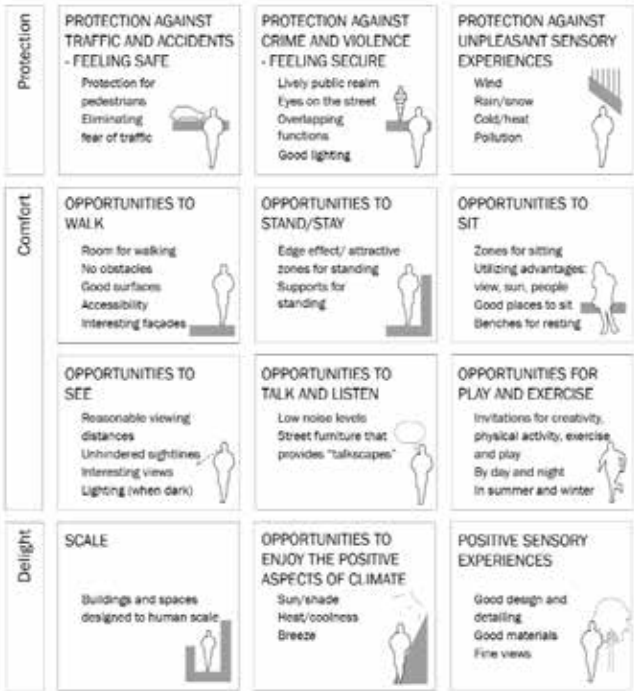 Protection
PROTECTION AGAINST
TRAFFIC AND ACCIDENTS
- FEELING SAFE
Protection for
pedestrians
Eliminating
fear of traffic
PROTECTION AGAINST
CRIME AND VIOLENCE
- FEELING SECURE
Lively public realm
Eyes on the street
Overlapping
functions
Good lighting
PROTECTION AGAINST
UNPLEASANT SENSORY
EXPERIENCES
Wind
Rain/snow
Cold/heat
Pollution
Comfort
OPPORTUNITIES TO
WALK
Room for walking
No obstacles
Good surfaces
Accessibility
Interesting façades
OPPORTUNITIES TO
STAND/STAY
Edge effect/ attractive
zones for standing
Supports for
standing
OPPORTUNITIES TO
SIT
Zones for sitting
Utilizing advantages:
view, sun, people
Good places to sit
Benches for resting
OPPORTUNITIES TO
SEE
Reasonable viewing
distances
Unhindered sightlines
Interesting views
Lighting (when dark)
OPPORTUNITIES TO
TALK AND LISTEN
Low noise levels
Street furniture that
provides "talkscapes"
OPPORTUNITIES FOR
PLAY AND EXERCISE
Invitations for creativity,
physical activity, exercise
and play
By day and night
In summer and winter
Delight
SCALE
Buildings and spaces
designed to human scale
OPPORTUNITIES TO
ENJOY THE POSITIVE
ASPECTS OF CLIMATE
Sun/shade
Heat/coolness
Breeze
POSITIVE SENSORY
EXPERIENCES
Good design and
detailing
Good materials
Fine views